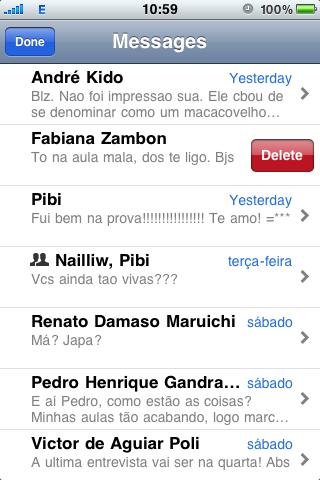 E 10:59 100%
Done Messages
André Kido Yesterday
Blz. Nao foi impressao sua. Ele cbou de
se denominar como um macacovelho...
Fabiana Zambon
To na aula mala, dos te ligo. Bjs Delete
Pibi Yesterday
Fui bem na prova!!!!!!!!!!!!!!!! Te amo! =***
Nailliw, Pibi terça-feira
Vcs ainda tao vivas???
Renato Damaso Maruichi sábado
Má? Japa?
Pedro Henrique Gandra... sábado
E aí Pedro, como estão as coisas?
Minhas aulas tão acabando, logo marc...
Victor de Aguiar Poli sábado
A ultima entrevista vai ser na quarta! Abs